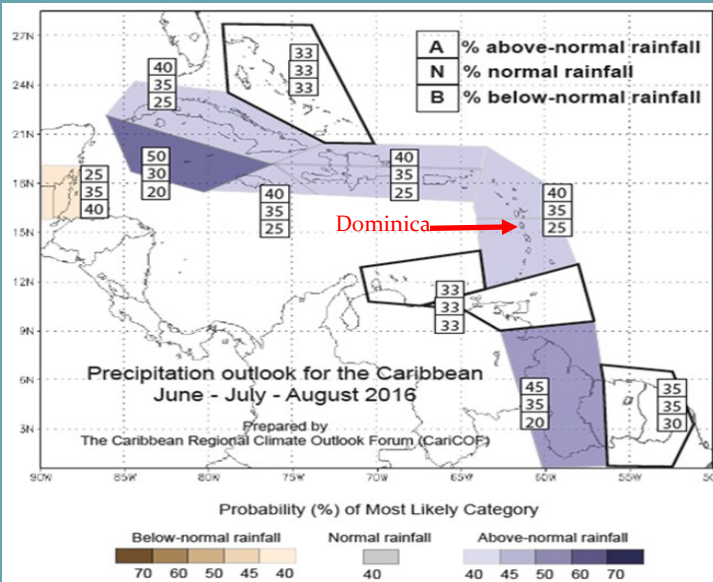 27N
24N
21N
18N
15N
12N
9N
6N
3N
A % above-normal rainfall
N % normal rainfall
B % below-normal rainfall
33
33
33
40
35
25
50
30
20
25
35
40
40
35
25
40
35
25
40
35
25
Dominica
33
33
33
45
35
20
35
35
30
Precipitation outlook for the Caribbean
June - July - August 2016
Prepared by
The Caribbean Regional Climate Outlook Forum (CariCOF)
90W 85W 80W 75W 70W 65W 60W 55W 50W
Probability (%) of Most Likely Category
Below-normal rainfall Normal rainfall Above-normal rainfall
70 60 50 45 40 40 40 45 50 60 70